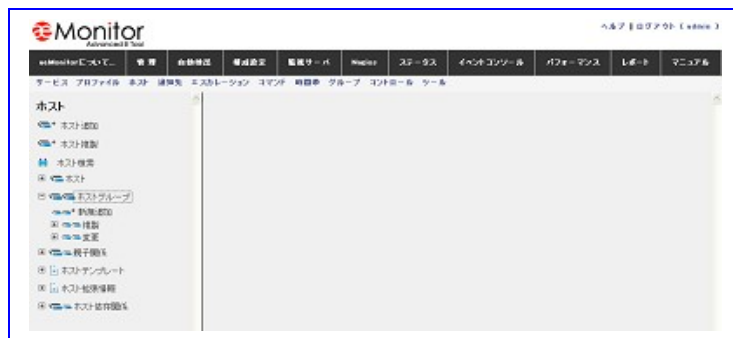 Monitor
Advanced II Tool
ヘルプ | ログアウト ( admin )
について... 管理 自動検出 構成設定 監視サーバ Nagios ステータス イベントコンソール パフォーマンス レポート マニュアル
サービス プロファイル ホスト 連絡先 エスカレーション コマンド 時間帯 グループ コントロール ツール
ホスト
ホスト追加
ホスト複製
ホスト検索
ホスト
ホストグループ
新規追加
複製
変更
親子関係
ホストテンプレート
ホスト拡張情報
ホスト依存関係